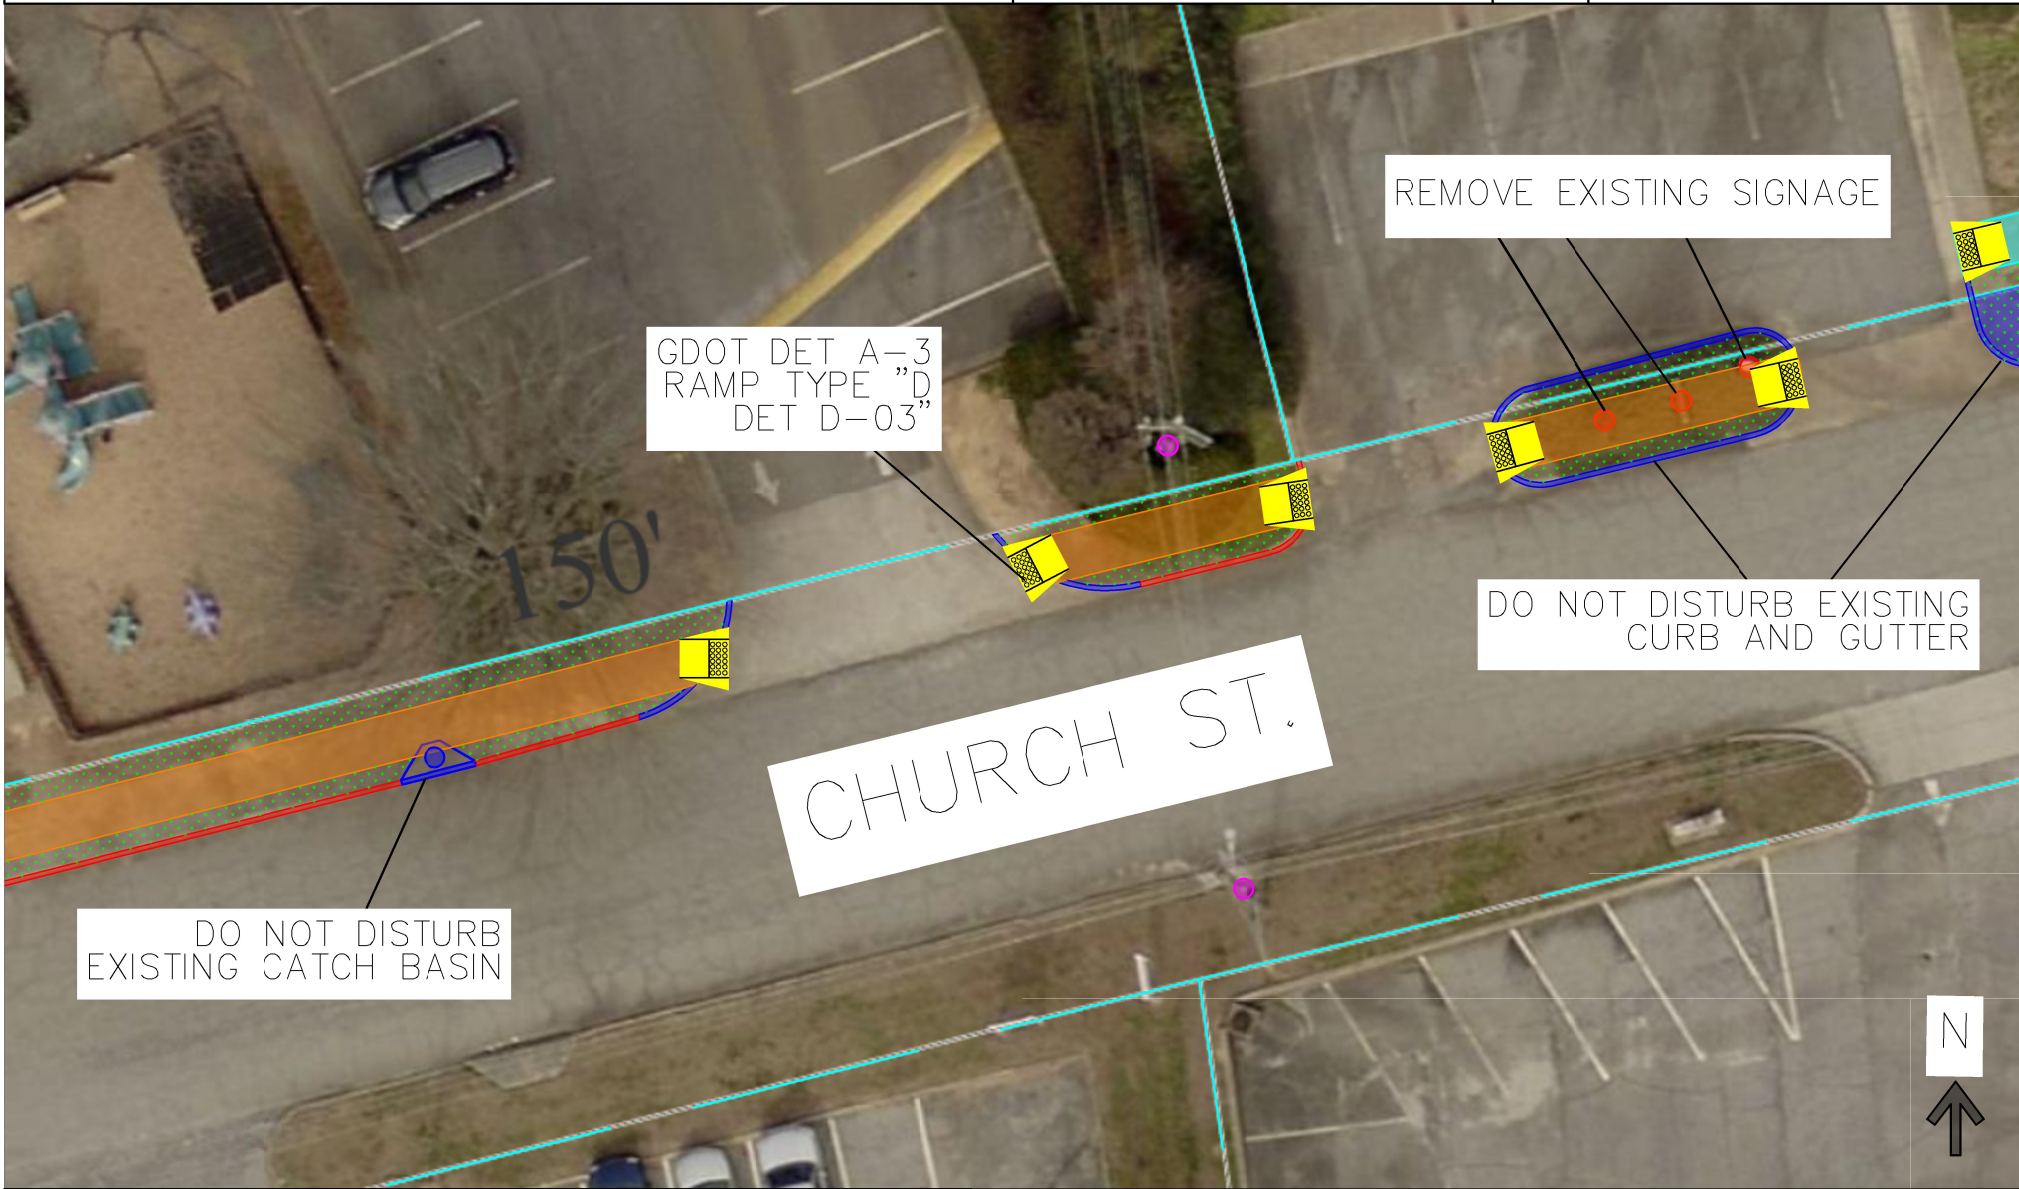 REMOVE EXISTING SIGNAGE
GDOT DET A-3
RAMP TYPE "D
DET D-03"
150'
DO NOT DISTURB EXISTING
CURB AND GUTTER
CHURCH ST.
DO NOT DISTURB
EXISTING CATCH BASIN
N